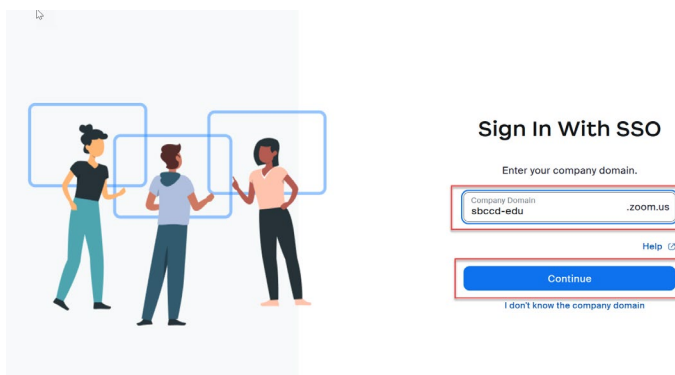 Sign In With SSO
Enter your company domain.
Company Domain
sbccd-edu .zoom.us
Help
Continue
I don't know the company domain